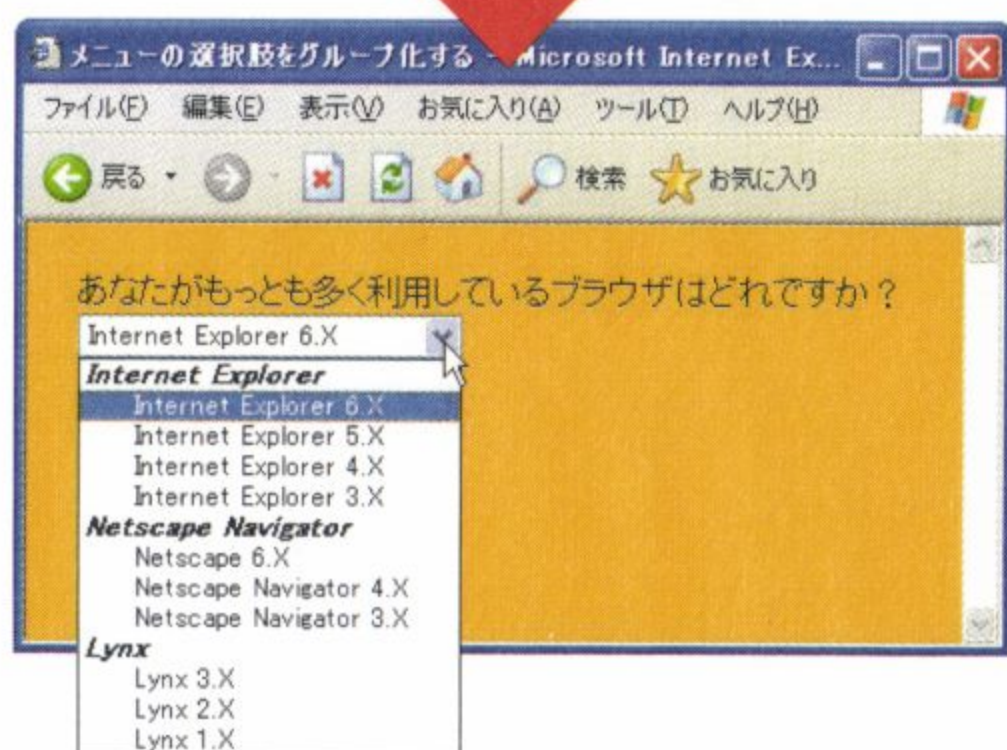 メニューの選択肢をグループ化する - Microsoft Internet Ex...
ファイル(F) 編集(E) 表示(V) お気に入り(A) ツール(T) ヘルプ(H)
戻る 検索 お気に入り
あなたがもっとも多く利用しているブラウザはどれですか？
Internet Explorer 6.X
Internet Explorer
Internet Explorer 6.X
Internet Explorer 5.X
Internet Explorer 4.X
Internet Explorer 3.X
Netscape Navigator
Netscape 6.X
Netscape Navigator 4.X
Netscape Navigator 3.X
Lynx
Lynx 3.X
Lynx 2.X
Lynx 1.X